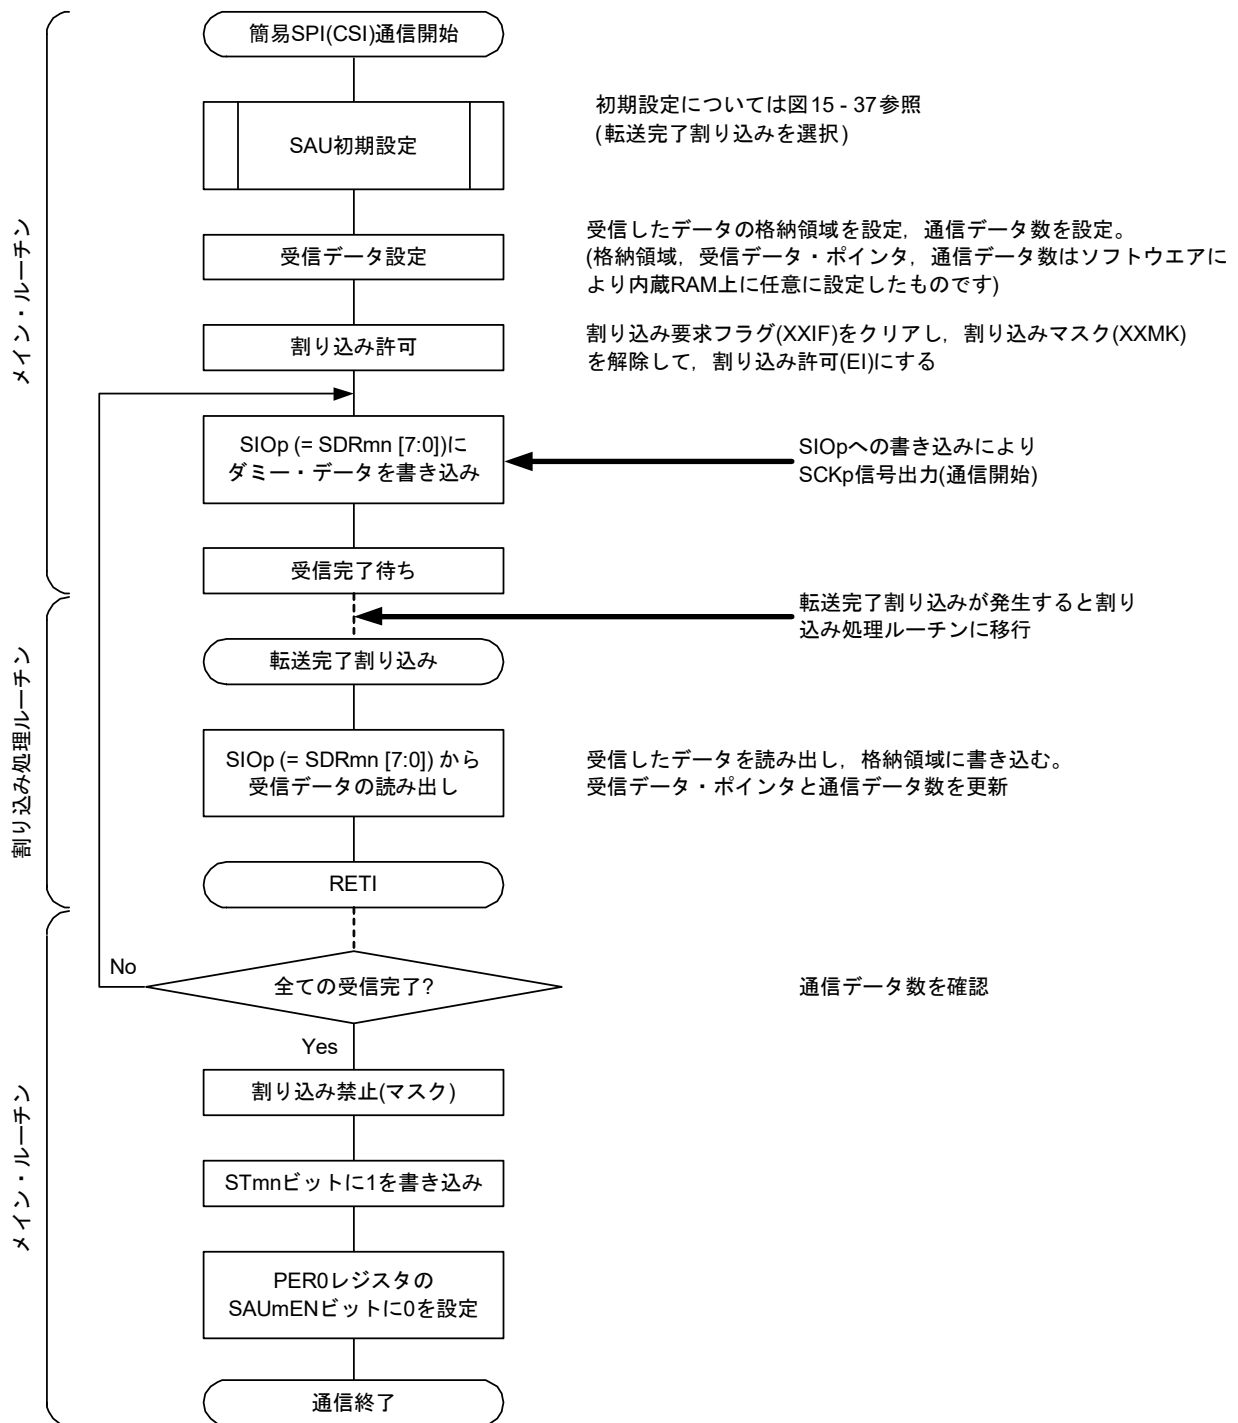 簡易SPI(CSI)通信開始
SAU初期設定
初期設定については図15 - 37参照
(転送完了割り込みを選択)
受信データ設定
受信したデータの格納領域を設定，通信データ数を設定。
(格納領域，受信データ・ポインタ，通信データ数はソフトウエアに
より内蔵RAM上に任意に設定したものです)
メイン・ルーチン
割り込み許可
割り込み要求フラグ(XXIF)をクリアし，割り込みマスク(XXMK)
を解除して，割り込み許可(EI)にする
SIOp (= SDRmn [7:0])に
ダミー・データを書き込み
SIOpへの書き込みにより
SCKp信号出力(通信開始)
受信完了待ち
転送完了割り込みが発生すると割り
込み処理ルーチンに移行
転送完了割り込み
割り込み処理ルーチン
SIOp (= SDRmn [7:0]) から
受信データの読み出し
受信したデータを読み出し，格納領域に書き込む。
受信データ・ポインタと通信データ数を更新
RETI
No
全ての受信完了?
通信データ数を確認
Yes
割り込み禁止(マスク)
メイン・ルーチン
STmnビットに1を書き込み
PER0レジスタの
SAUmENビットに0を設定
通信終了